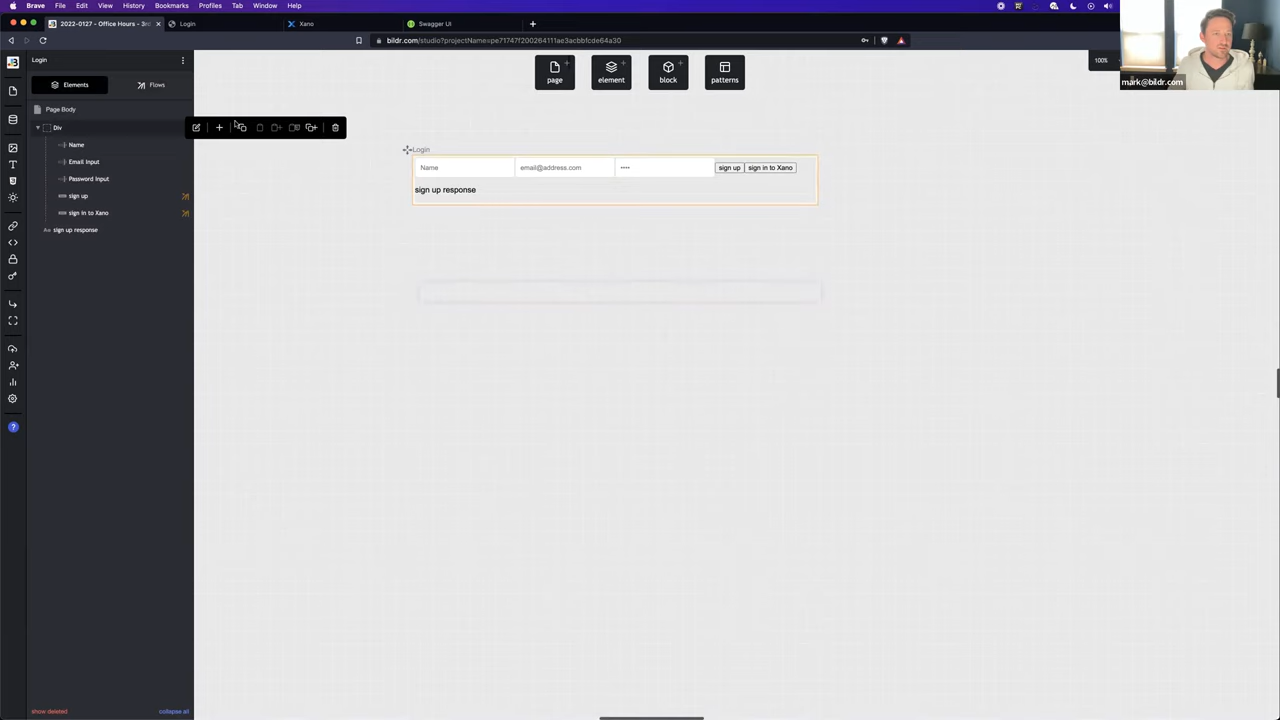 Brave File Edit View History Bookmarks Profiles Tab Window Help
2022-0127 - Office Hours - 3rd
Login
Xano
Swagger UI
bildr.com/studio?projectName=pe71747f200264111ae3acbbfcde64a30
Login
page
element
block
patterns
100%
mark@bildr.com
Elements
Flows
Page Body
Div
Name
Email Input
Password Input
sign up
sign in to Xano
sign up response
Login
Name
email@address.com
sign up
sign in to Xano
sign up response
show deleted
collapse all